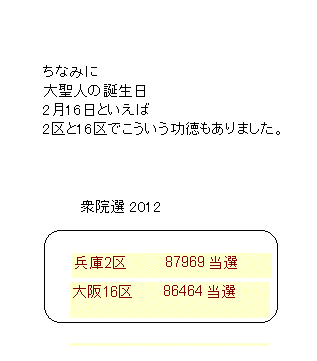 ちなみに
大聖人の誕生日
2月16日といえば
2区と16区でこういう功徳もありました。
衆院選 2012
兵庫2区 87969 当選
大阪16区 86464 当選